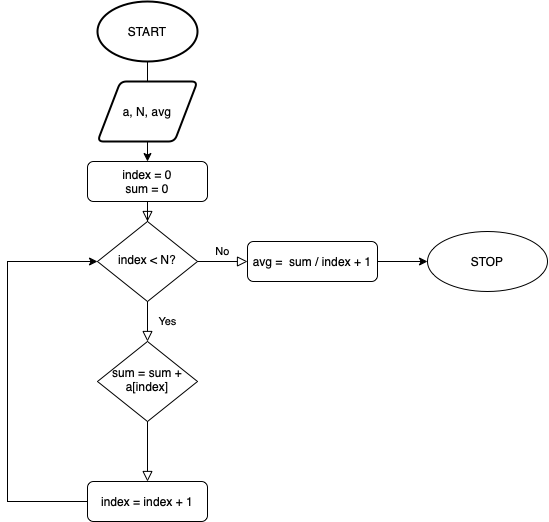 START
a, N, avg
index = 0
sum = 0
index < N?
No
avg =  sum / index + 1
STOP
Yes
sum = sum +
a[index]
index = index + 1